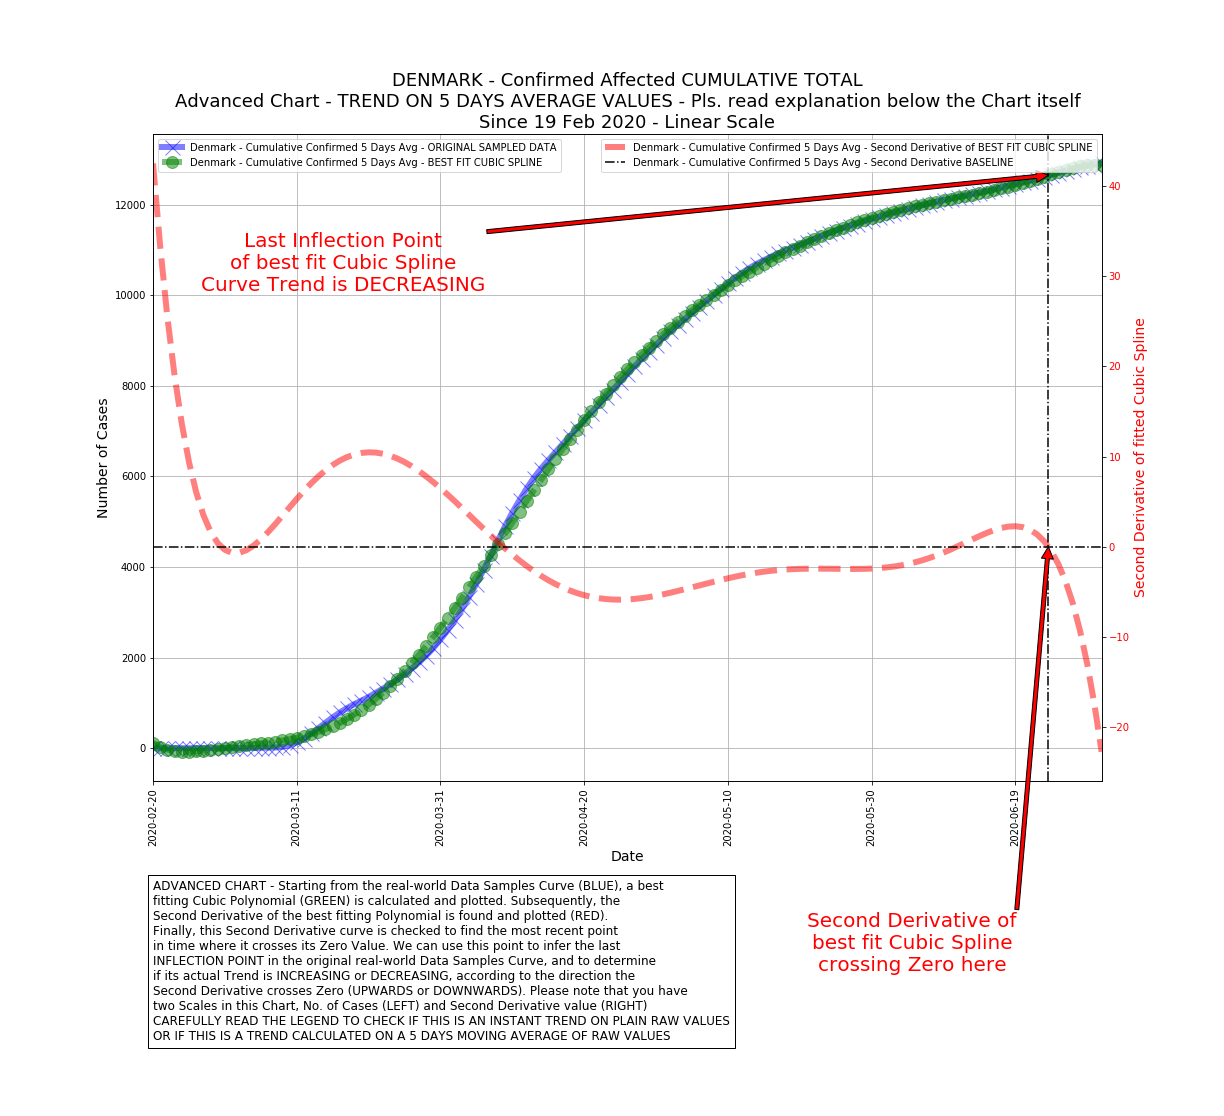 DENMARK - Confirmed Affected CUMULATIVE TOTAL
Advanced Chart - TREND ON 5 DAYS AVERAGE VALUES - Pls. read explanation below the Chart itself
Since 19 Feb 2020 - Linear Scale
Denmark - Cumulative Confirmed 5 Days Avg - ORIGINAL SAMPLED DATA
Denmark - Cumulative Confirmed 5 Days Avg - BEST FIT CUBIC SPLINE
Denmark - Cumulative Confirmed 5 Days Avg - Second Derivative of BEST FIT CUBIC SPLINE
Denmark - Cumulative Confirmed 5 Days Avg - Second Derivative BASELINE
Last Inflection Point
of best fit Cubic Spline
Curve Trend is DECREASING
Number of Cases
12000
10000
8000
6000
4000
2000
0
40
30
20
10
0
−10
−20
Second Derivative of fitted Cubic Spline
2020-02-20
2020-03-11
2020-03-31
2020-04-20
2020-05-10
2020-05-30
2020-06-19
Date
Second Derivative of
best fit Cubic Spline
crossing Zero here
ADVANCED CHART - Starting from the real-world Data Samples Curve (BLUE), a best
fitting Cubic Polynomial (GREEN) is calculated and plotted. Subsequently, the
Second Derivative of the best fitting Polynomial is found and plotted (RED).
Finally, this Second Derivative curve is checked to find the most recent point
in time where it crosses its Zero Value. We can use this point to infer the last
INFLECTION POINT in the original real-world Data Samples Curve, and to determine
if its actual Trend is INCREASING or DECREASING, according to the direction the
Second Derivative crosses Zero (UPWARDS or DOWNWARDS). Please note that you have
two Scales in this Chart, No. of Cases (LEFT) and Second Derivative value (RIGHT)
CAREFULLY READ THE LEGEND TO CHECK IF THIS IS AN INSTANT TREND ON PLAIN RAW VALUES
OR IF THIS IS A TREND CALCULATED ON A 5 DAYS MOVING AVERAGE OF RAW VALUES